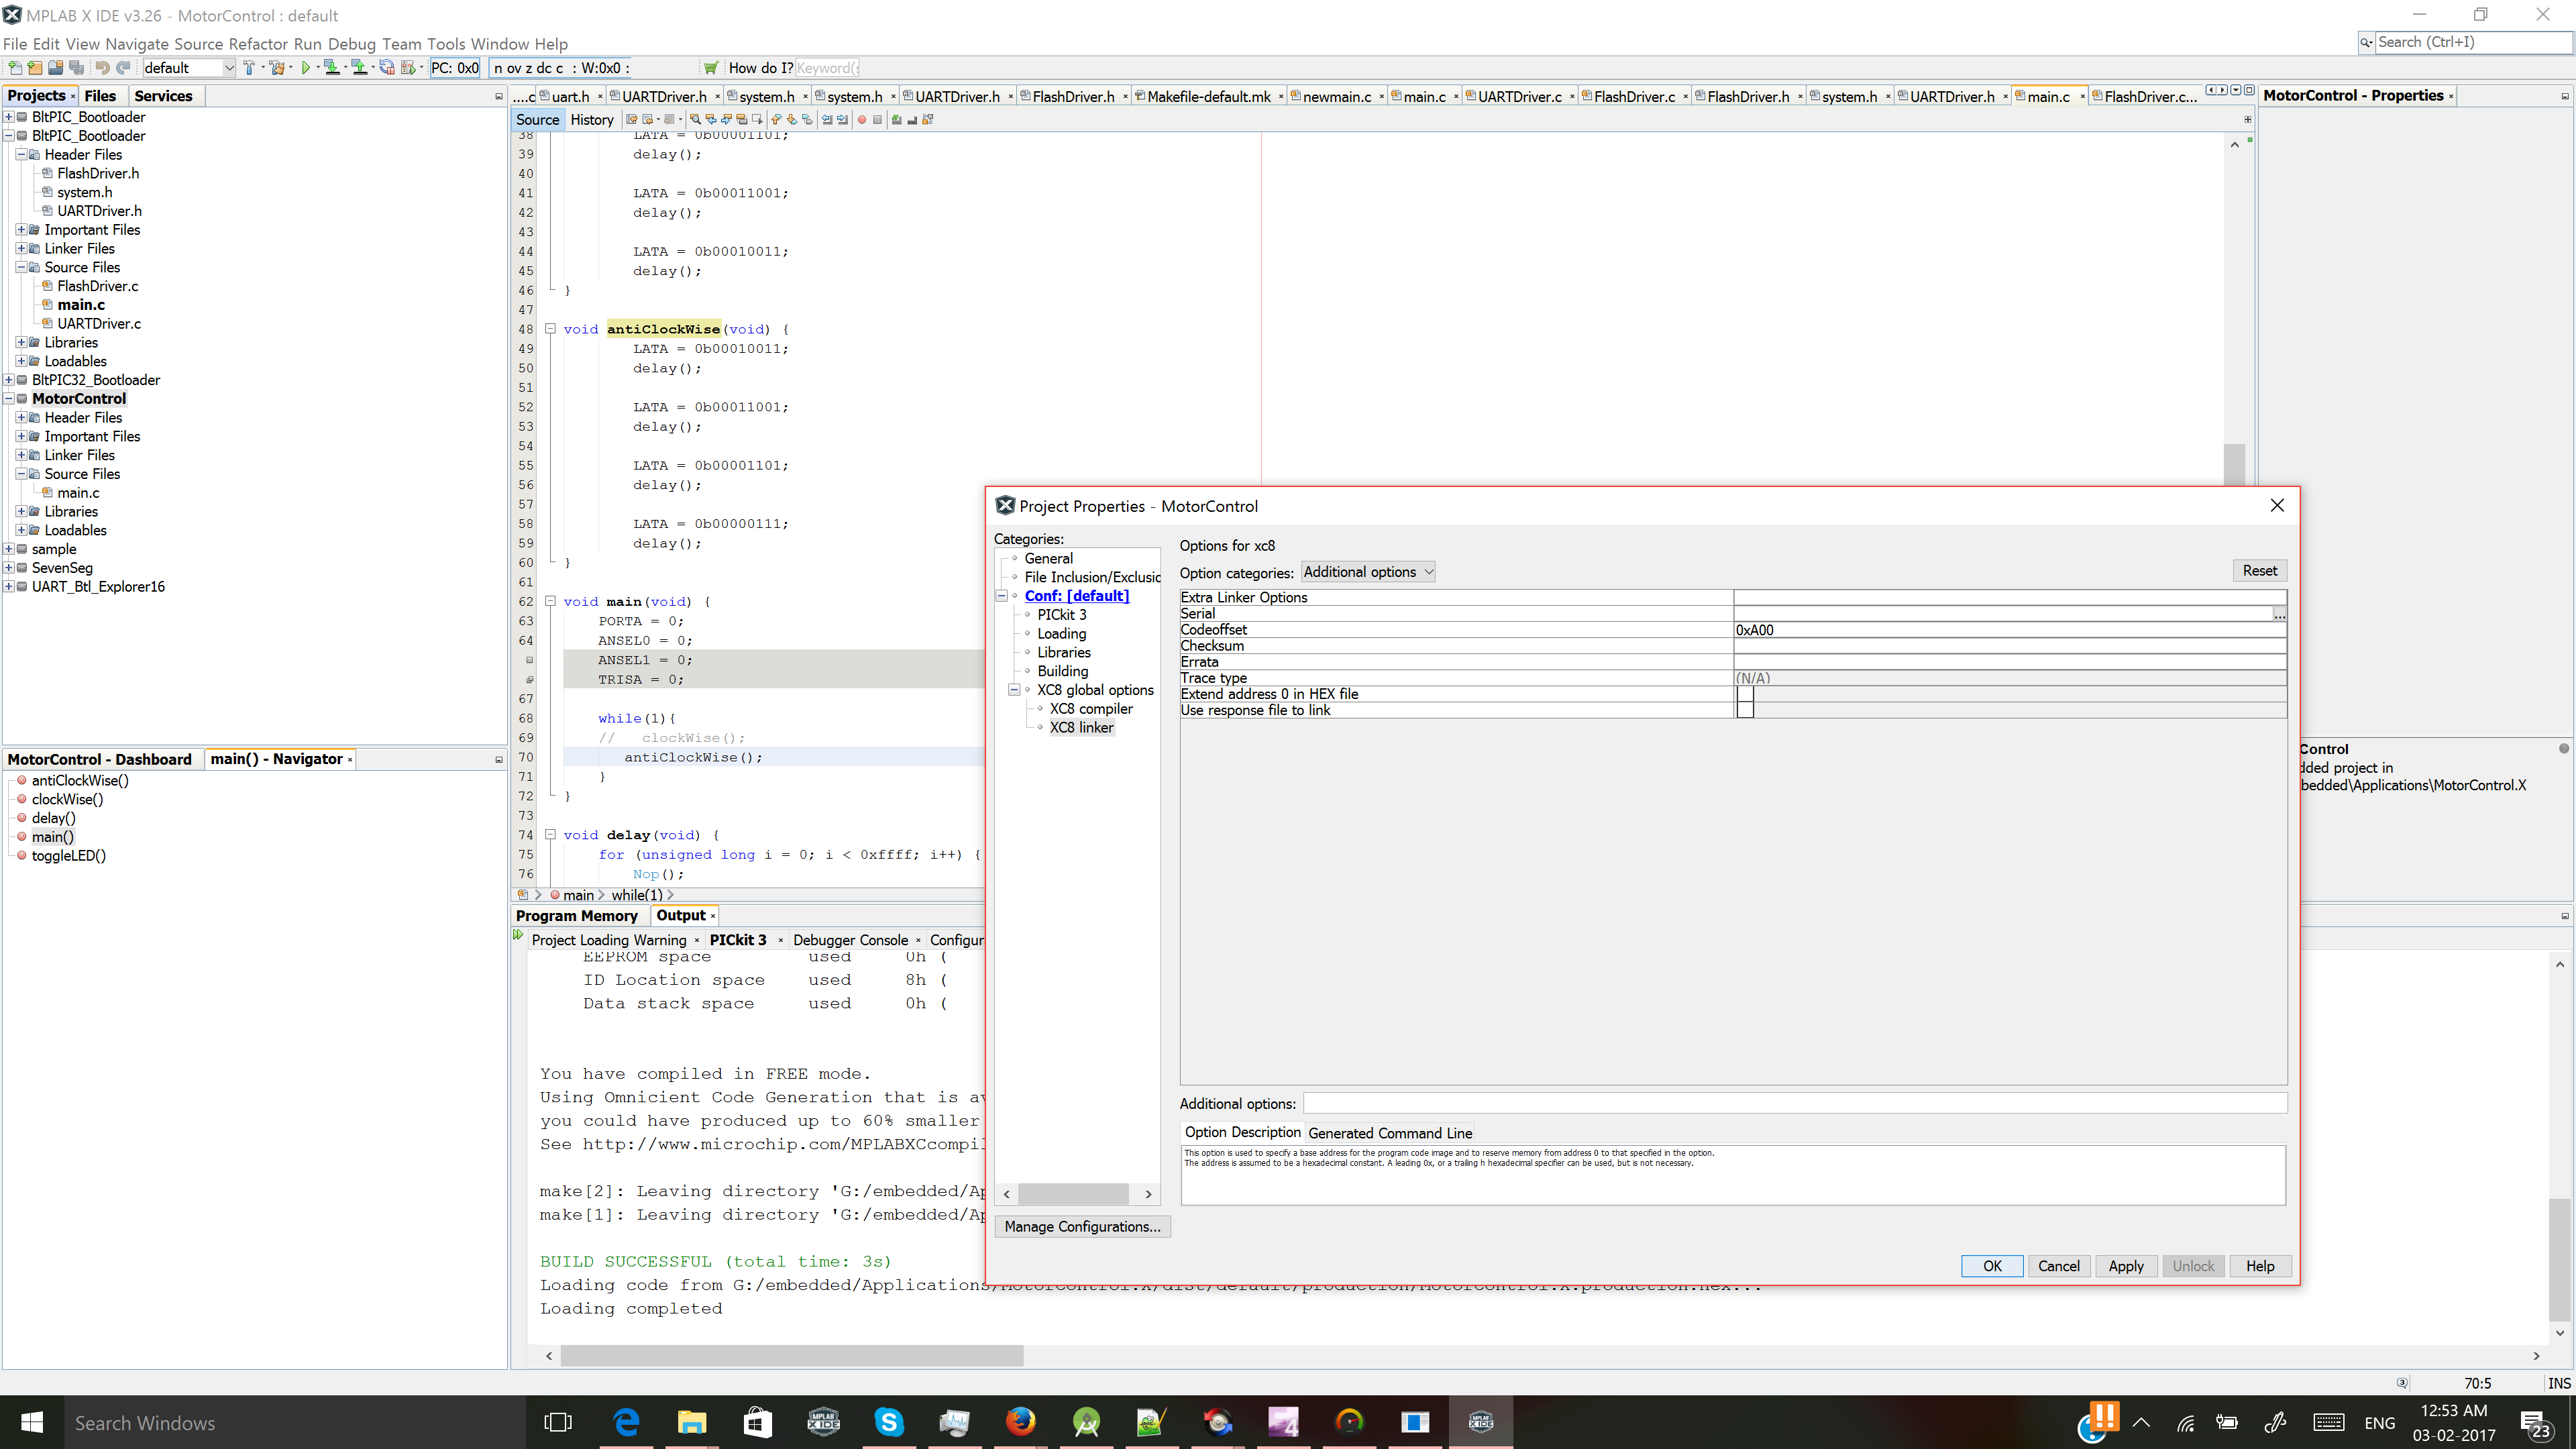 MPLAB X IDE v3.26 - MotorControl : default
File Edit View Navigate Source Refactor Run Debug Team Tools Window Help
Search (Ctrl+I)
default
PC: 0x0
n ov z dc c : W:0x0 :
How do I?
Projects
Files
Services
BltPIC_Bootloader
BltPIC_Bootloader
Header Files
FlashDriver.h
system.h
UARTDriver.h
Important Files
Linker Files
Source Files
FlashDriver.c
main.c
UARTDriver.c
Libraries
Loadables
BltPIC32_Bootloader
MotorControl
Header Files
Important Files
Linker Files
Source Files
main.c
Libraries
Loadables
sample
SevenSeg
UART_Btl_Explorer16
MotorControl - Dashboard
main() - Navigator
antiClockWise()
clockWise()
delay()
main()
toggleLED()
....c uart.h UARTDriver.h system.h system.h UARTDriver.h FlashDriver.h Makefile-default.mk newmain.c main.c UARTDriver.c FlashDriver.c FlashDriver.h system.h UARTDriver.h main.c FlashDriver.c...
Source History
38 LATA = 0b00001101;
39 delay();
40
41 LATA = 0b00011001;
42 delay();
43
44 LATA = 0b00010011;
45 delay();
46 }
47
48 void antiClockWise(void) {
49 LATA = 0b00010011;
50 delay();
51
52 LATA = 0b00011001;
53 delay();
54
55 LATA = 0b00001101;
56 delay();
57
58 LATA = 0b00000111;
59 delay();
60 }
61
62 void main(void) {
63 PORTA = 0;
64 ANSEL0 = 0;
ANSEL1 = 0;
TRISA = 0;
67
68 while(1){
69 // clockWise();
70 antiClockWise();
71 }
72 }
73
74 void delay(void) {
75 for (unsigned long i = 0; i < 0xffff; i++) {
76 Nop();
main
while(1)
Program Memory
Output
Project Loading Warning
PICkit 3
Debugger Console
EEPROM space used 0h (
ID Location space used 8h (
Data stack space used 0h (
You have compiled in FREE mode.
Using Omnicient Code Generation that is
you could have produced up to 60% smaller
See http://www.microchip.com/MPLABXCcompi
make[2]: Leaving directory 'G:/embedded/Ap
make[1]: Leaving directory 'G:/embedded/Ap
BUILD SUCCESSFUL (total time: 3s)
Loading code from G:/embedded/Applications/MotorControl.X/dist/default/production/MotorControl.X.production.hex...
Loading completed
MotorControl - Properties
Control
dded project in
bedded\Applications\MotorControl.X
Project Properties - MotorControl
Categories:
General
File Inclusion/Exclusio
Conf: [default]
PICkit 3
Loading
Libraries
Building
XC8 global options
XC8 compiler
XC8 linker
Manage Configurations...
Options for xc8
Option categories: Additional options
Reset
Extra Linker Options
Serial ...
Codeoffset 0xA00
Checksum
Errata
Trace type (N/A)
Extend address 0 in HEX file
Use response file to link
Additional options:
Option Description
Generated Command Line
This option is used to specify a base address for the program code image and to reserve memory from address 0 to that specified in the option.
The address is assumed to be a hexadecimal constant. A leading 0x, or a trailing h hexadecimal specifier can be used, but is not necessary.
OK Cancel Apply Unlock Help
70:5 INS
Search Windows
ENG
12:53 AM
03-02-2017
23